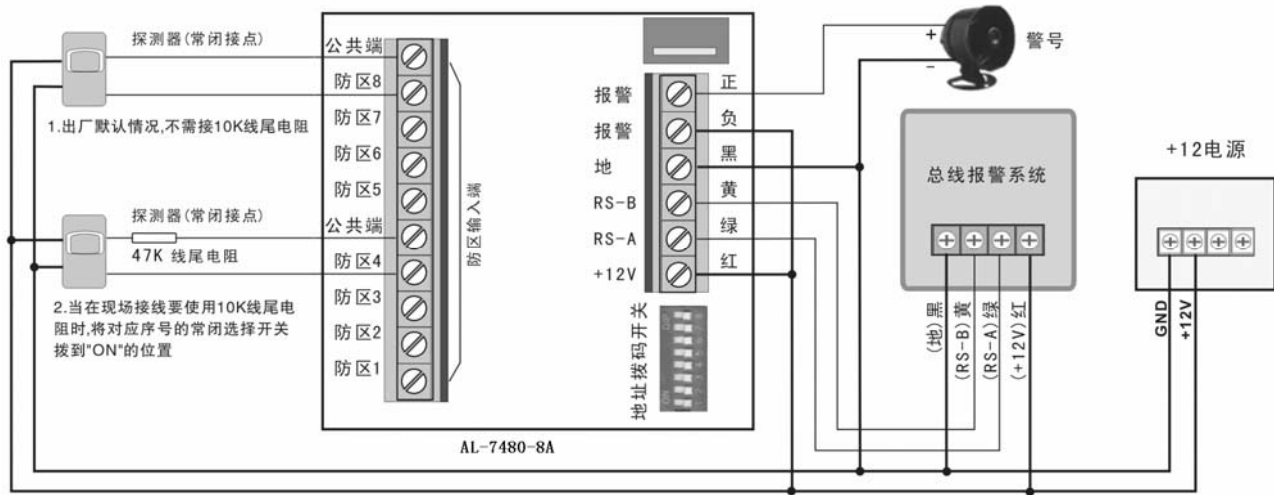 探测器(常闭接点)
1.出厂默认情况,不需接10K线尾电阻
探测器(常闭接点)
47K 线尾电阻
2.当在现场接线要使用10K线尾电
阻时,将对应序号的常闭选择开关
拨到"ON"的位置
公共端
防区8
防区7
防区6
防区5
公共端
防区4
防区3
防区2
防区1
防区输入端
报警
报警
地
RS-B
RS-A
+12V
正
负
黑
黄
绿
红
地址拨码开关
ON
AL-7480-8A
+
-
警号
总线报警系统
(地)黑
(RS-B)黄
(RS-A)绿
(+12V)红
+12电源
GND
+12V